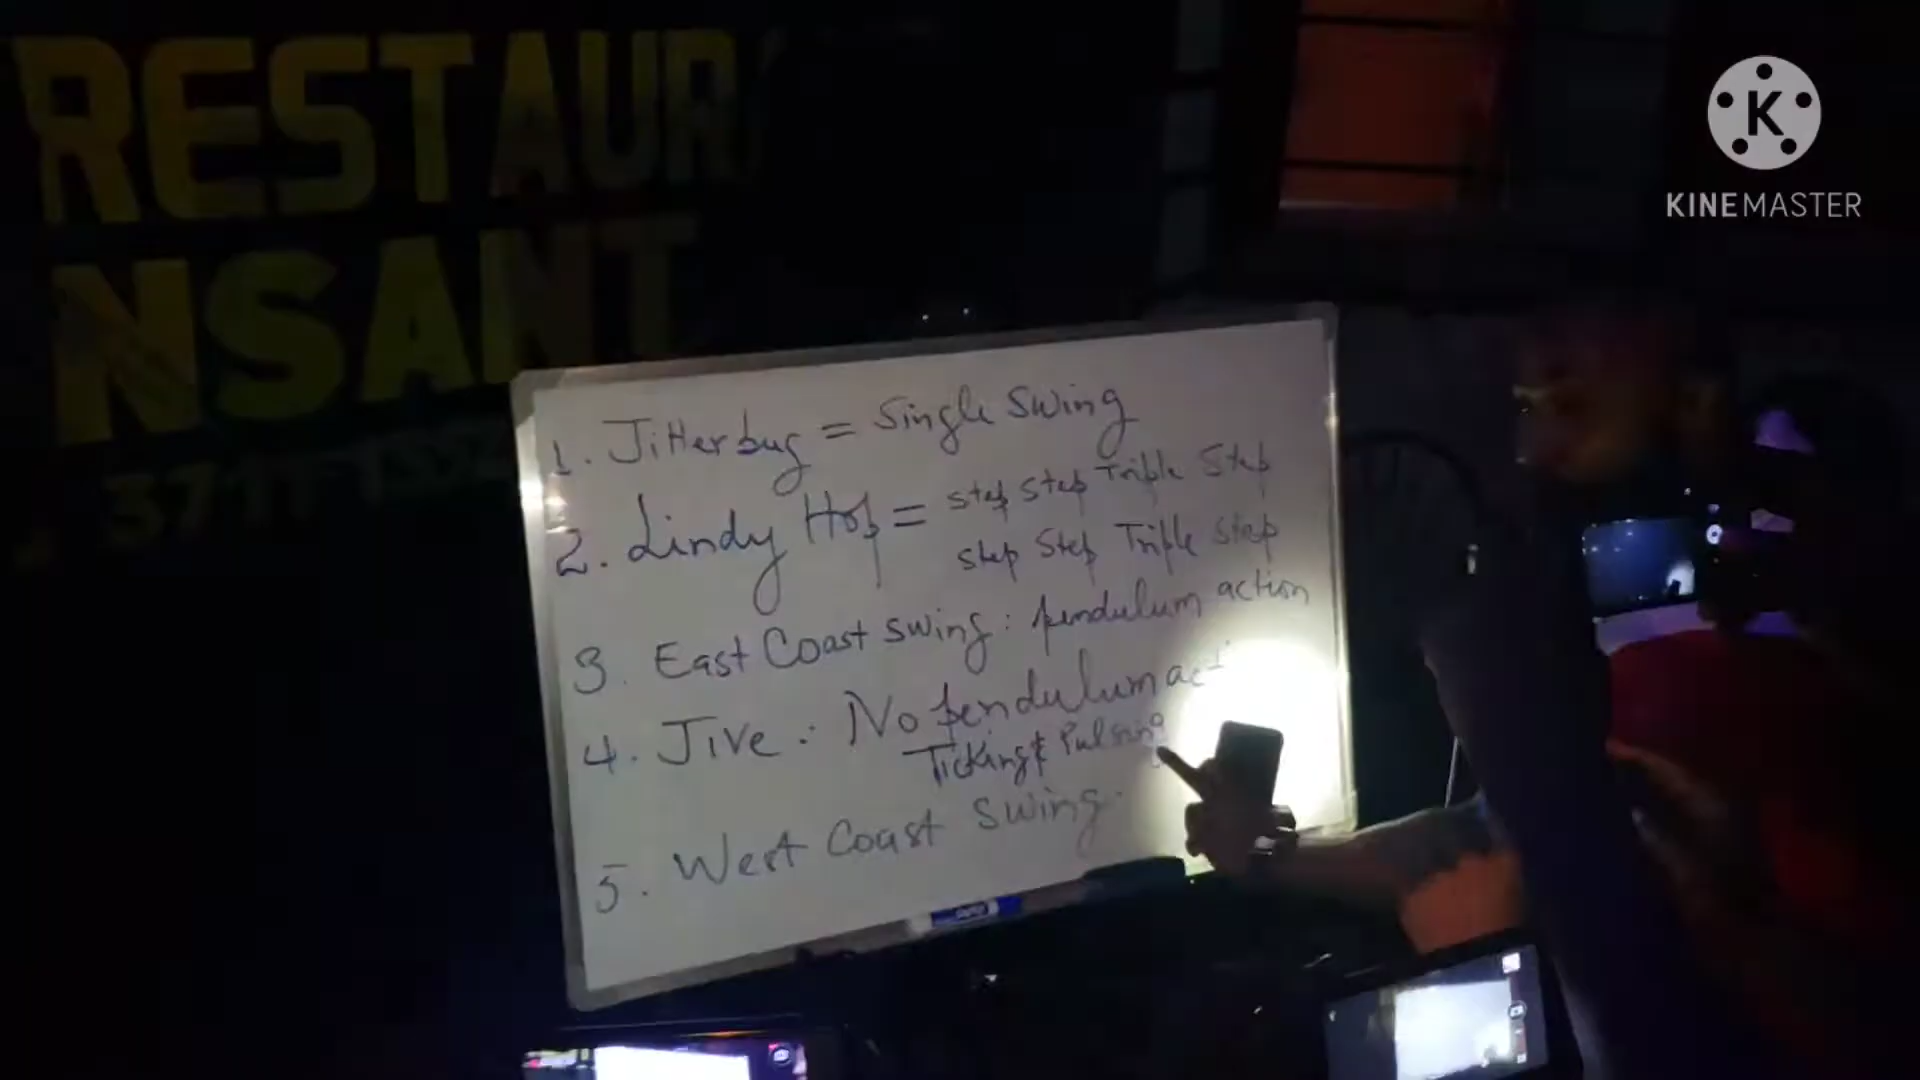 RESTAUR
NSANT
K
KINEMASTER
1. Jitterbug = Single Swing
2. Lindy Hop = Step Step Triple Step
Step Step Triple Step
3. East Coast swing : pendulum action
4. Jive : No pendulum acti
Ticking & Pulsing
5. West Coast Swing.